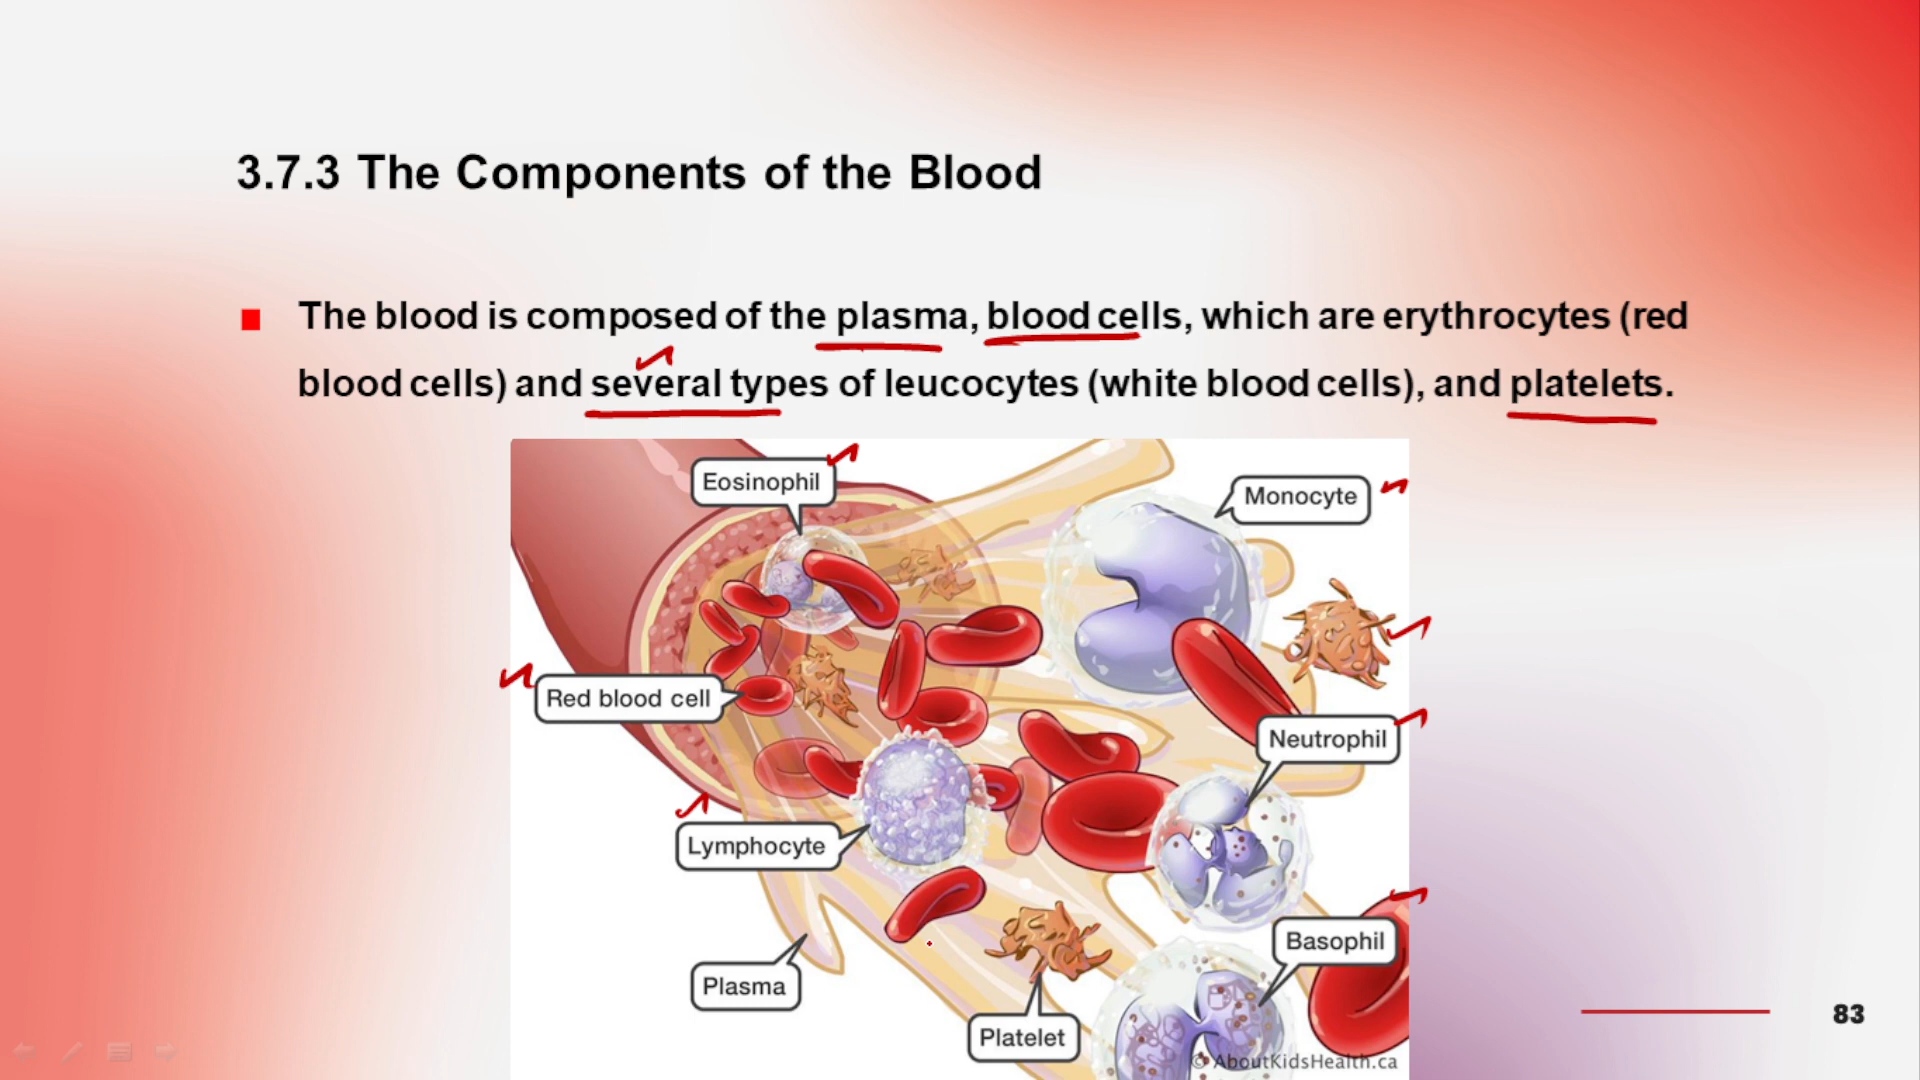 3.7.3 The Components of the Blood
The blood is composed of the plasma, blood cells, which are erythrocytes (red
blood cells) and several types of leucocytes (white blood cells), and platelets.
Eosinophil
Monocyte
Red blood cell
Neutrophil
Lymphocyte
Basophil
Plasma
Platelet
© AboutKidsHealth.ca
83